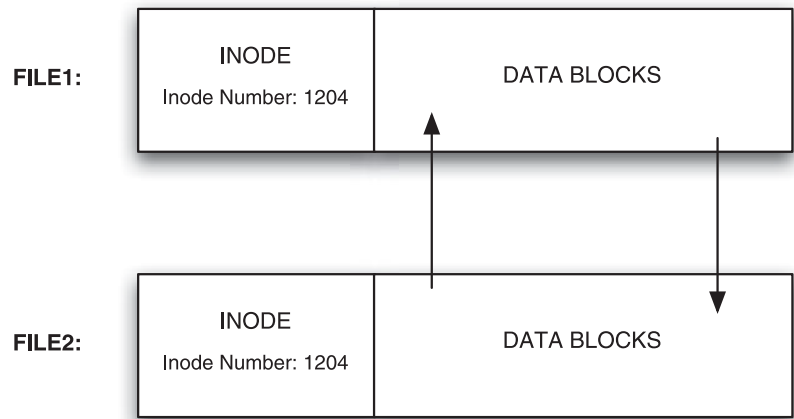 FILE1:
INODE
Inode Number: 1204
DATA BLOCKS
FILE2:
INODE
Inode Number: 1204
DATA BLOCKS